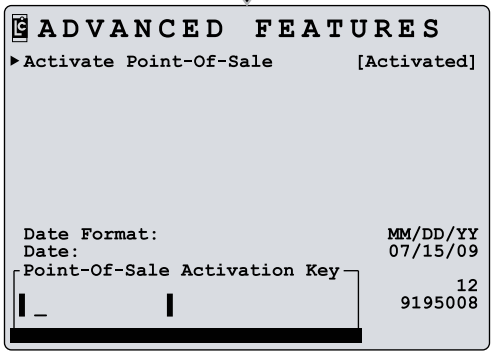 LC ADVANCED FEATURES
▶Activate Point-Of-Sale [Activated]
Date Format: MM/DD/YY
Date: 07/15/09
Point-Of-Sale Activation Key
12
_ 9195008